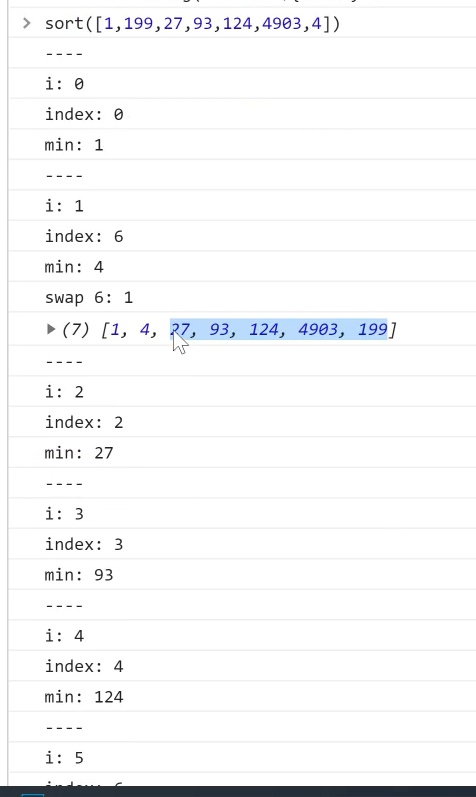 > sort([1,199,27,93,124,4903,4])
----
i: 0
index: 0
min: 1
----
i: 1
index: 6
min: 4
swap 6: 1
(7) [1, 4, 27, 93, 124, 4903, 199]
----
i: 2
index: 2
min: 27
----
i: 3
index: 3
min: 93
----
i: 4
index: 4
min: 124
----
i: 5